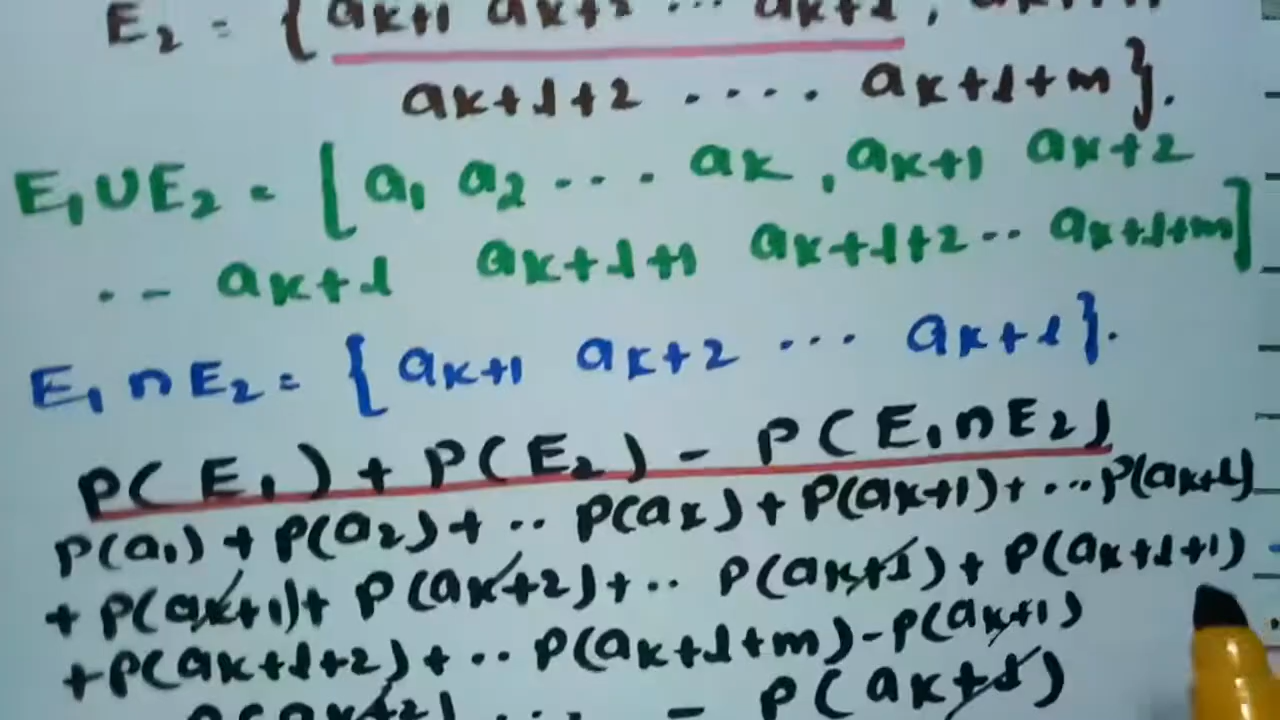 E₂ = { aₖ₊₁ aₖ₊₂ ... aₖ₊ₗ ,
aₖ₊ₗ₊₂ .... aₖ₊ₗ₊ₘ}.
E₁∪E₂ = [ a₁ a₂ ... aₖ , aₖ₊₁ aₖ₊₂
.. aₖ₊ₗ aₖ₊ₗ₊₁ aₖ₊ₗ₊₂ .. aₖ₊ₗ₊ₘ]
E₁∩E₂ = { aₖ₊₁ aₖ₊₂ ... aₖ₊ₗ}.
P(E₁) + P(E₂) - P(E₁∩E₂)
P(a₁) + P(a₂) + .. P(aₖ) + P(aₖ₊₁) + ... P(aₖ₊ₗ)
+ P(aₖ₊₁) + P(aₖ₊₂) + .. P(aₖ₊ₗ) + P(aₖ₊ₗ₊₁)
+ P(aₖ₊ₗ₊₂) + .. P(aₖ₊ₗ₊ₘ) - P(aₖ₊₁)
P(aₖ₊₂) ... - P(aₖ₊ₗ)